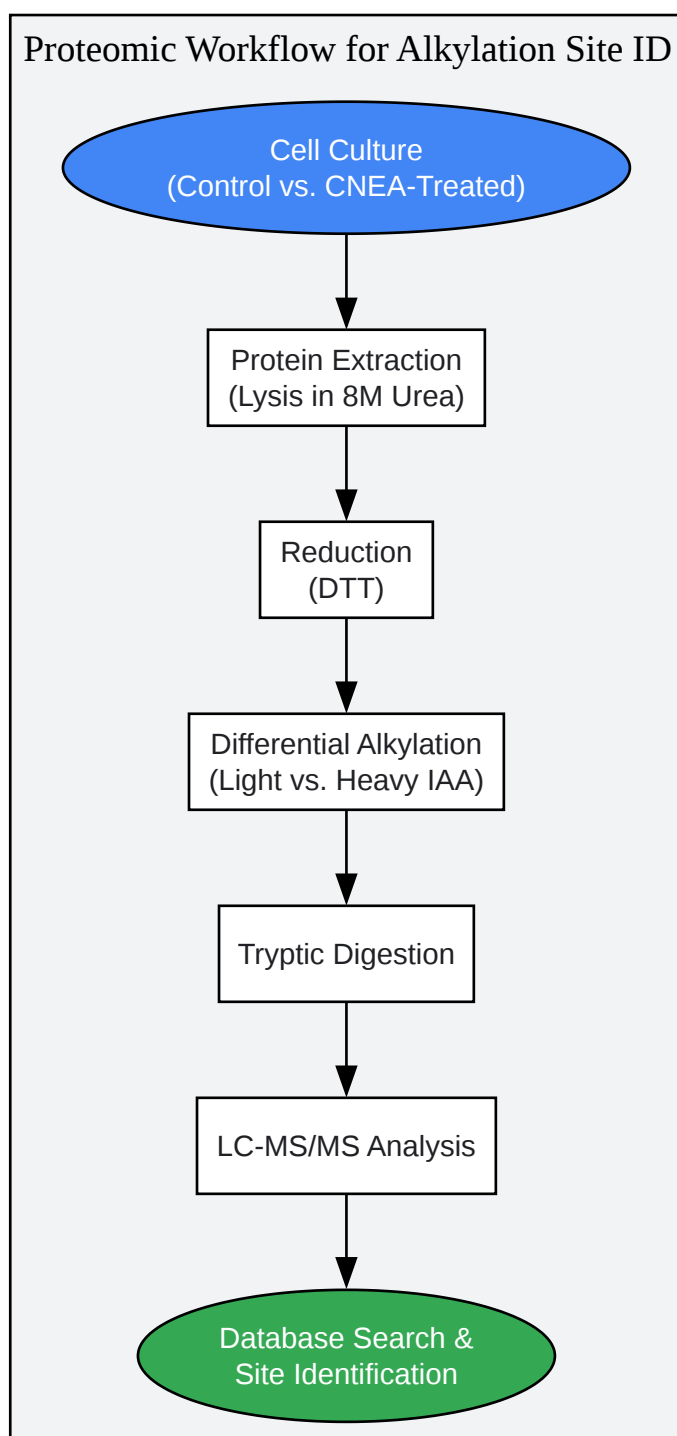 Proteomic Workflow for Alkylation Site ID
Cell Culture
(Control vs. CNEA-Treated)
Protein Extraction
(Lysis in 8M Urea)
Reduction
(DTT)
Differential Alkylation
(Light vs. Heavy IAA)
Tryptic Digestion
LC-MS/MS Analysis
Database Search &
Site Identification